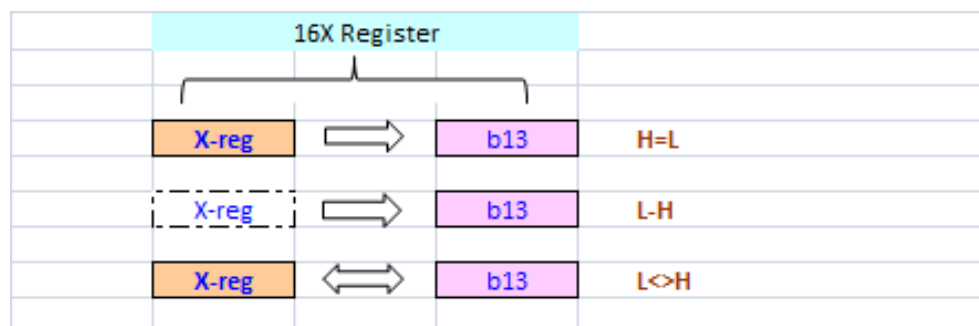 16X Register
X-reg b13 H=L
X-reg b13 L-H
X-reg b13 L<>H